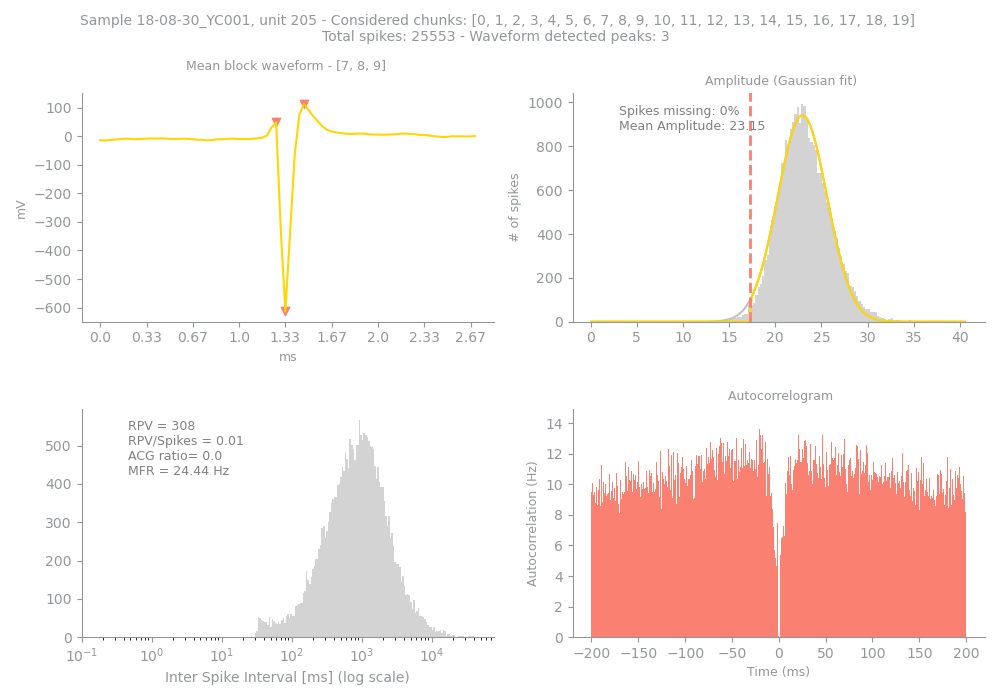 Sample 18-08-30_YC001, unit 205 - Considered chunks: [0, 1, 2, 3, 4, 5, 6, 7, 8, 9, 10, 11, 12, 13, 14, 15, 16, 17, 18, 19]
Total spikes: 25553 - Waveform detected peaks: 3
Mean block waveform - [7, 8, 9]
100
0
−100
−200
−300
−400
−500
−600
mV
0.0 0.33 0.67 1.0 1.33 1.67 2.0 2.33 2.67
ms
Amplitude (Gaussian fit)
Spikes missing: 0%
Mean Amplitude: 23.15
1000
800
600
400
200
0
# of spikes
0 5 10 15 20 25 30 35 40
RPV = 308
RPV/Spikes = 0.01
ACG ratio= 0.0
MFR = 24.44 Hz
500
400
300
200
100
0
10⁻¹ 10⁰ 10¹ 10² 10³ 10⁴
Inter Spike Interval [ms] (log scale)
Autocorrelogram
14
12
10
8
6
4
2
0
Autocorrelation (Hz)
−200 −150 −100 −50 0 50 100 150 200
Time (ms)